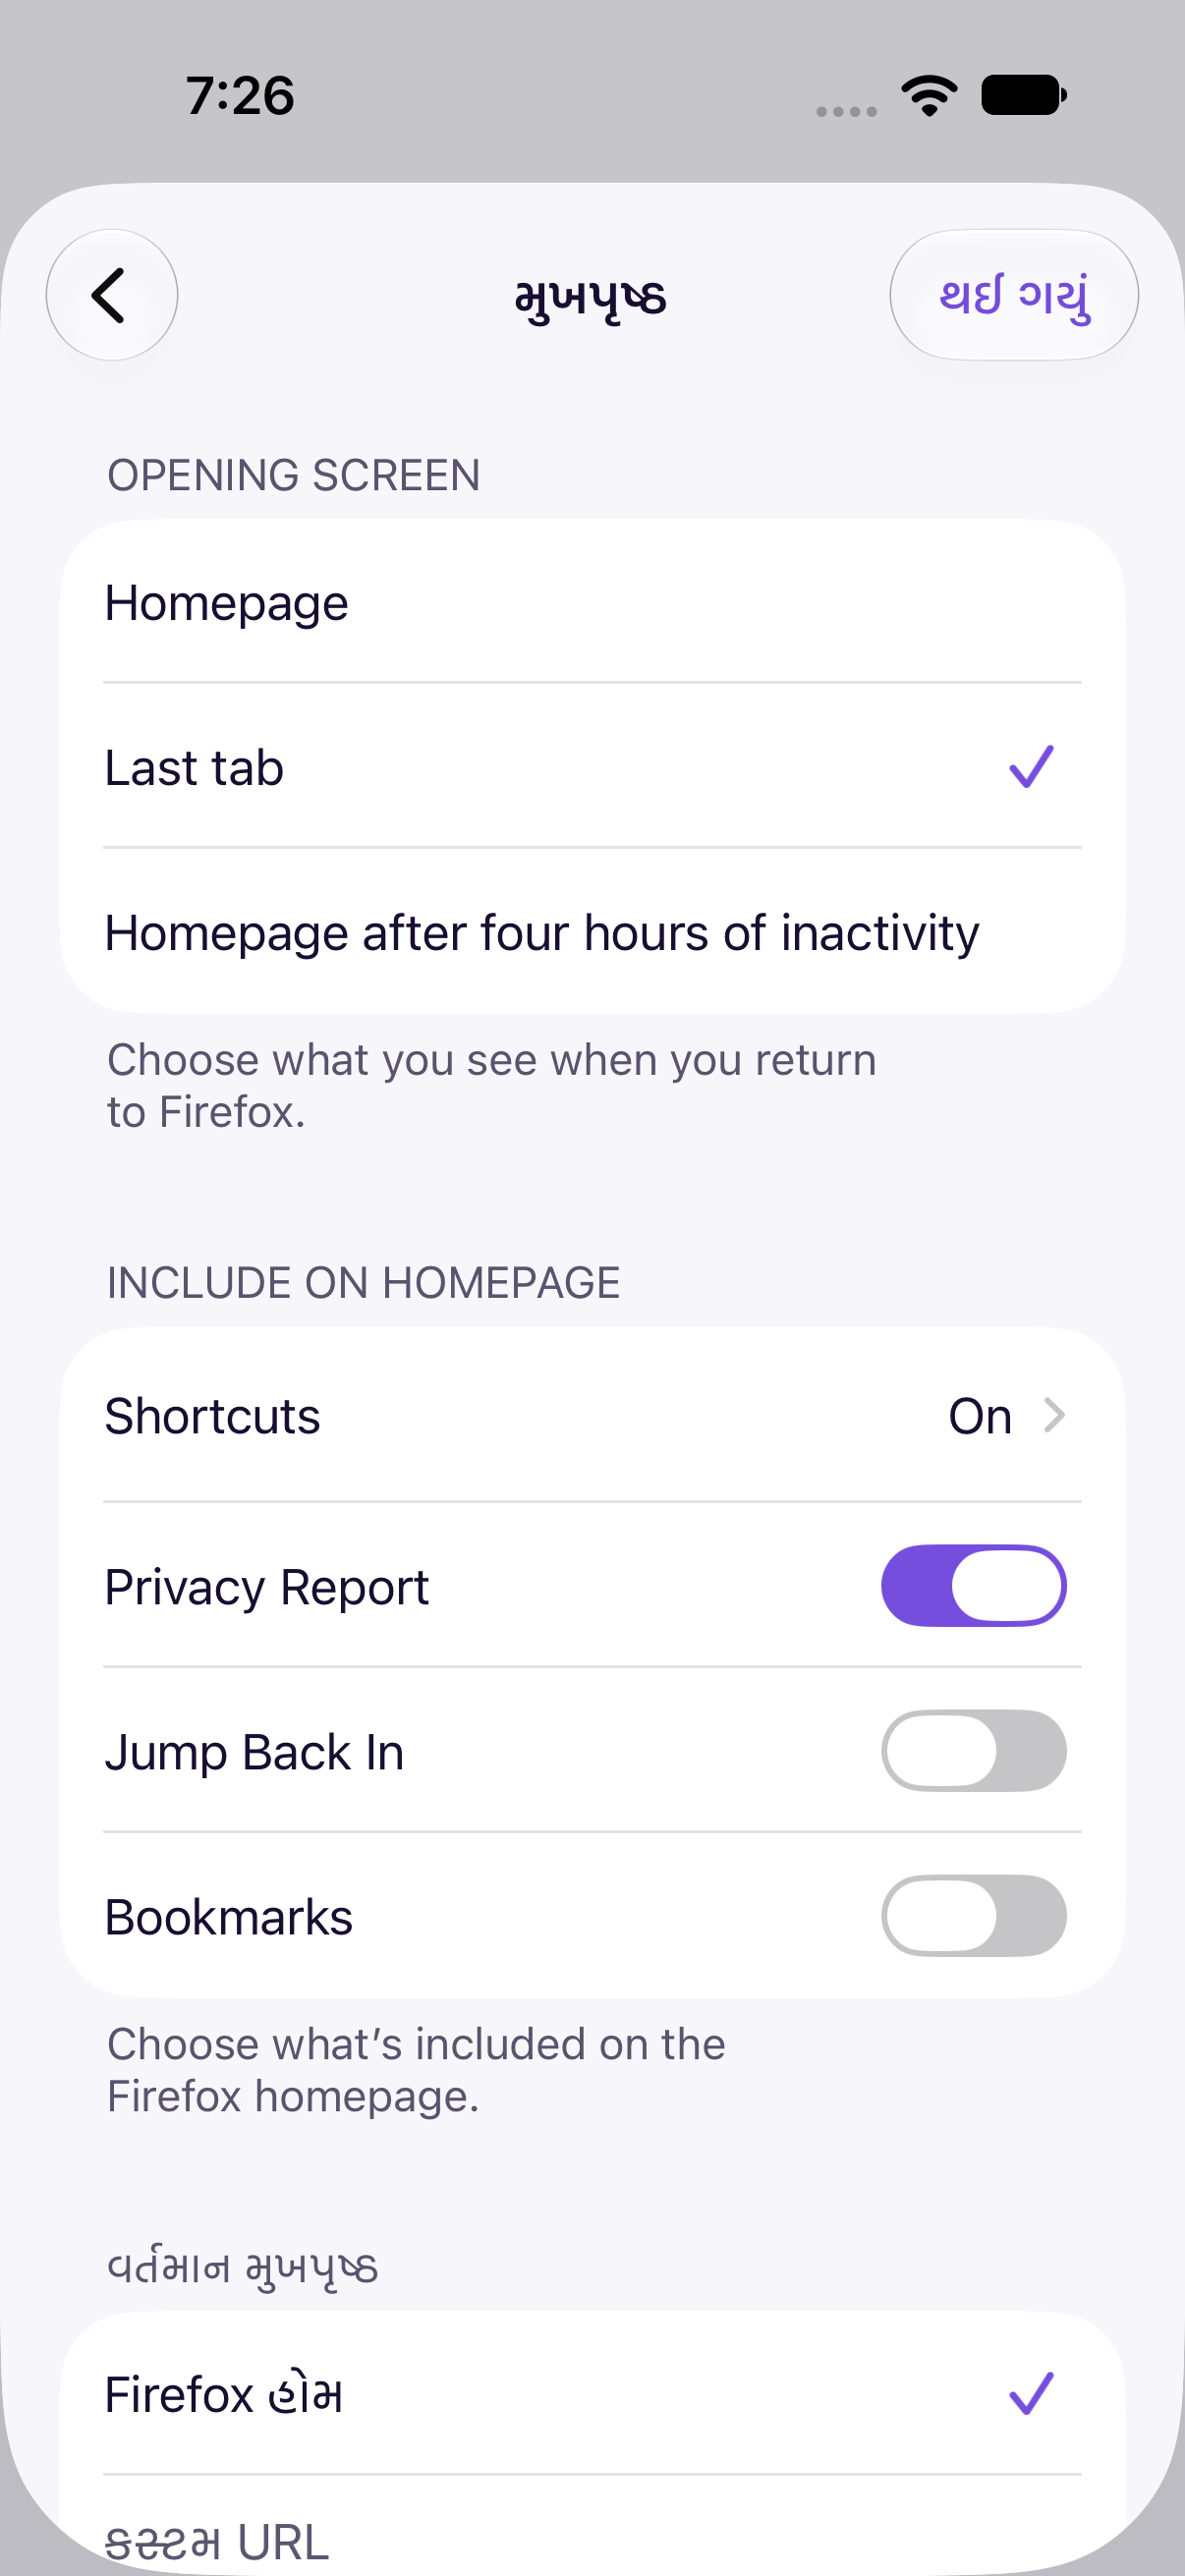 7:26
મુખપૃષ્ઠ
થઈ ગયું
OPENING SCREEN
Homepage
Last tab
Homepage after four hours of inactivity
Choose what you see when you return
to Firefox.
INCLUDE ON HOMEPAGE
Shortcuts
On
Privacy Report
Jump Back In
Bookmarks
Choose what’s included on the
Firefox homepage.
વર્તમાન મુખપૃષ્ઠ
Firefox હોમ
કસ્ટમ URL